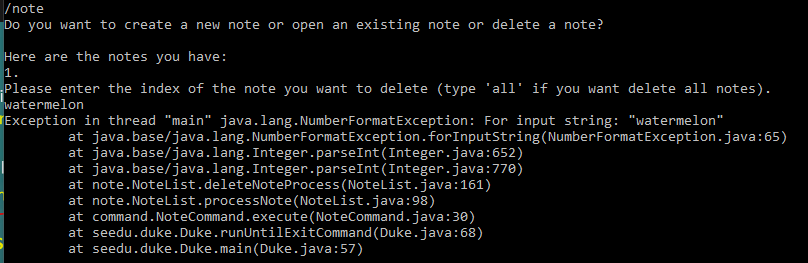 /note
Do you want to create a new note or open an existing note or delete a note?
Here are the notes you have:
1.
Please enter the index of the note you want to delete (type 'all' if you want delete all notes).
watermelon
Exception in thread "main" java.lang.NumberFormatException: For input string: "watermelon"
at java.base/java.lang.NumberFormatException.forInputString(NumberFormatException.java:65)
at java.base/java.lang.Integer.parseInt(Integer.java:652)
at java.base/java.lang.Integer.parseInt(Integer.java:770)
at note.NoteList.deleteNoteProcess(NoteList.java:161)
at note.NoteList.processNote(NoteList.java:98)
at command.NoteCommand.execute(NoteCommand.java:30)
at seedu.duke.Duke.runUntilExitCommand(Duke.java:68)
at seedu.duke.Duke.main(Duke.java:57)